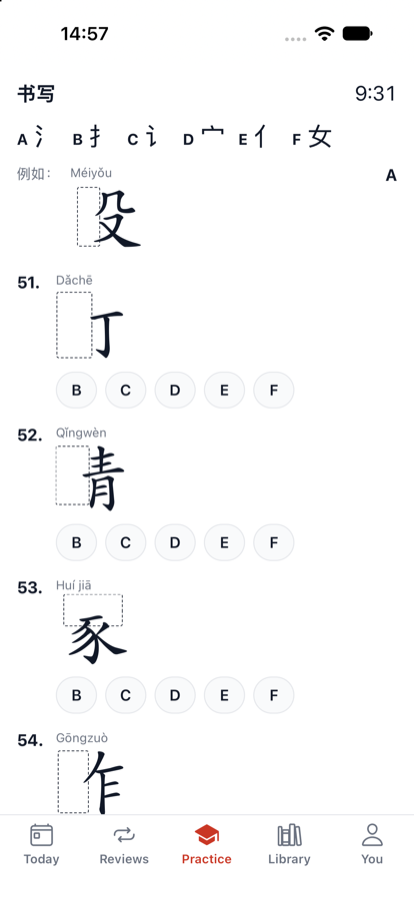 14:57
书写 9:31
A 氵 B 扌 C 讠 D 宀 E 亻 F 女
例如： Méiyǒu A
殳
51. Dǎchē
丁
B C D E F
52. Qǐngwèn
青
B C D E F
53. Huí jiā
豕
B C D E F
54. Gōngzuò
乍
Today Reviews Practice Library You